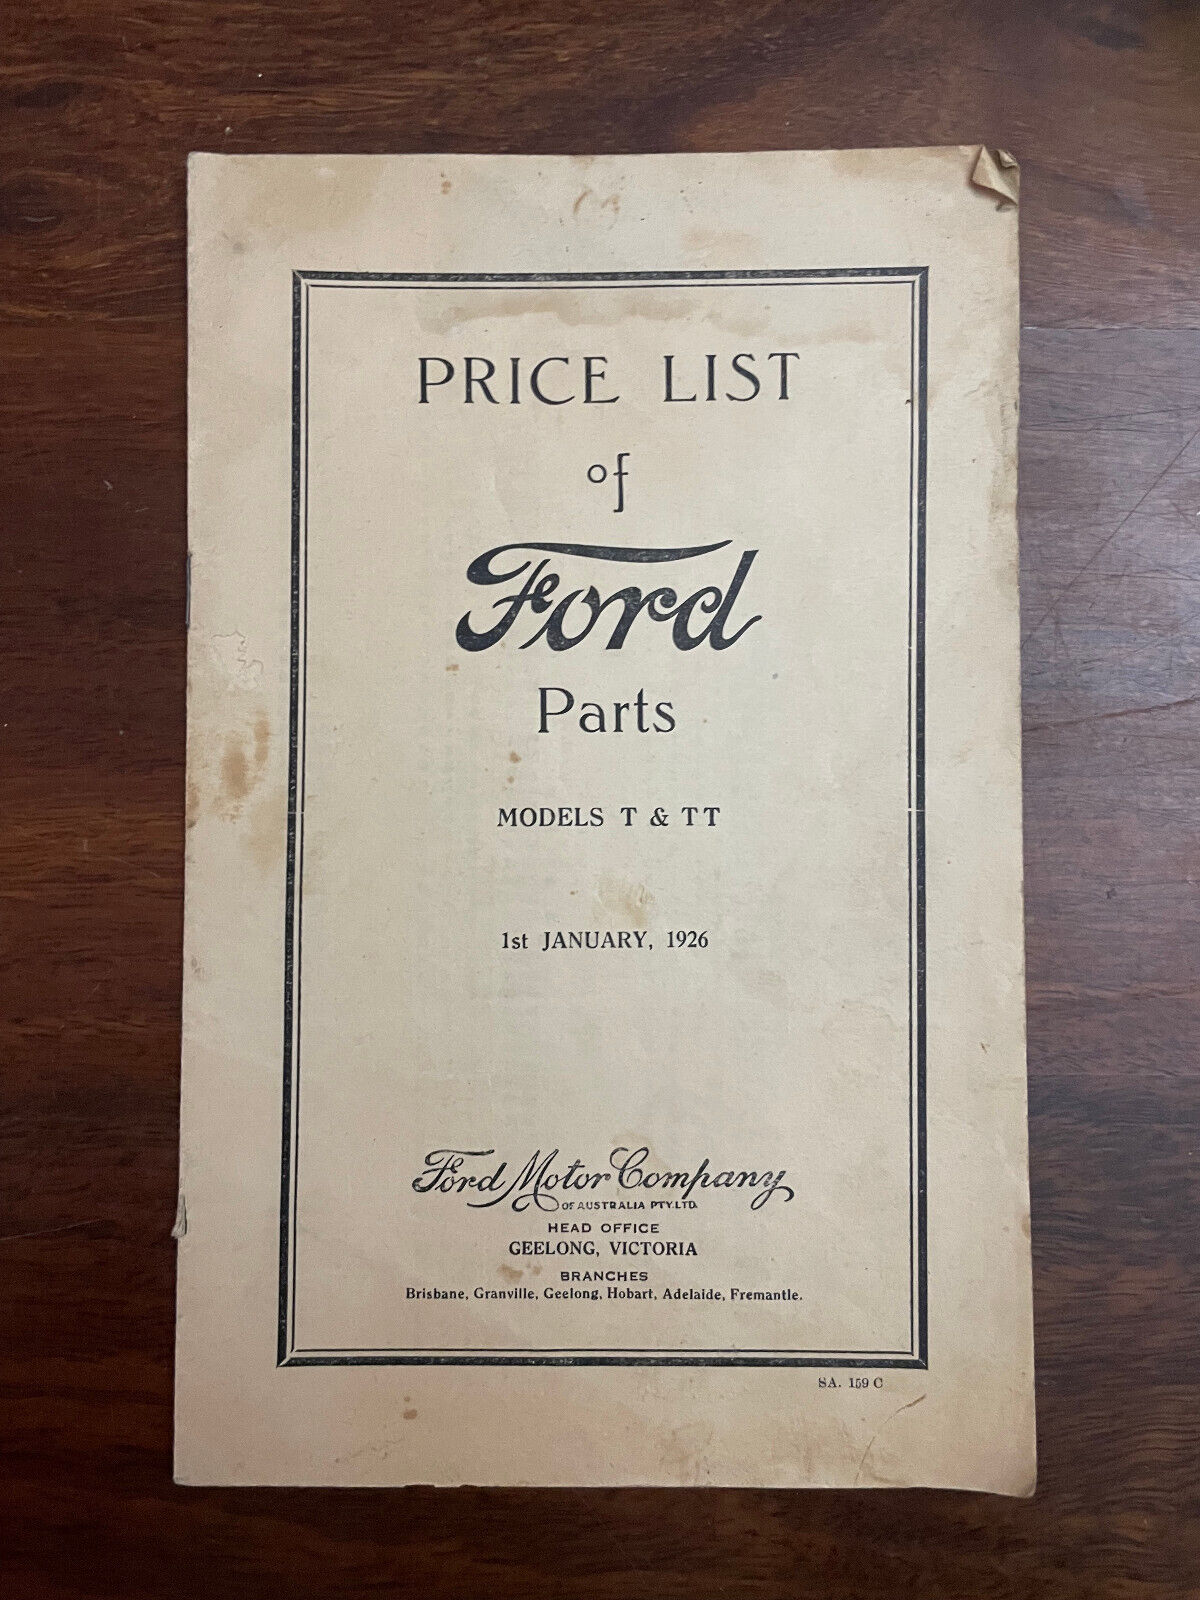 PRICE LIST
of
Ford
Parts
MODELS T & TT
1st JANUARY, 1926
Ford Motor Company
OF AUSTRALIA PTY. LTD.
HEAD OFFICE
GEELONG, VICTORIA
BRANCHES
Brisbane, Granville, Geelong, Hobart, Adelaide, Fremantle.
SA. 159 C